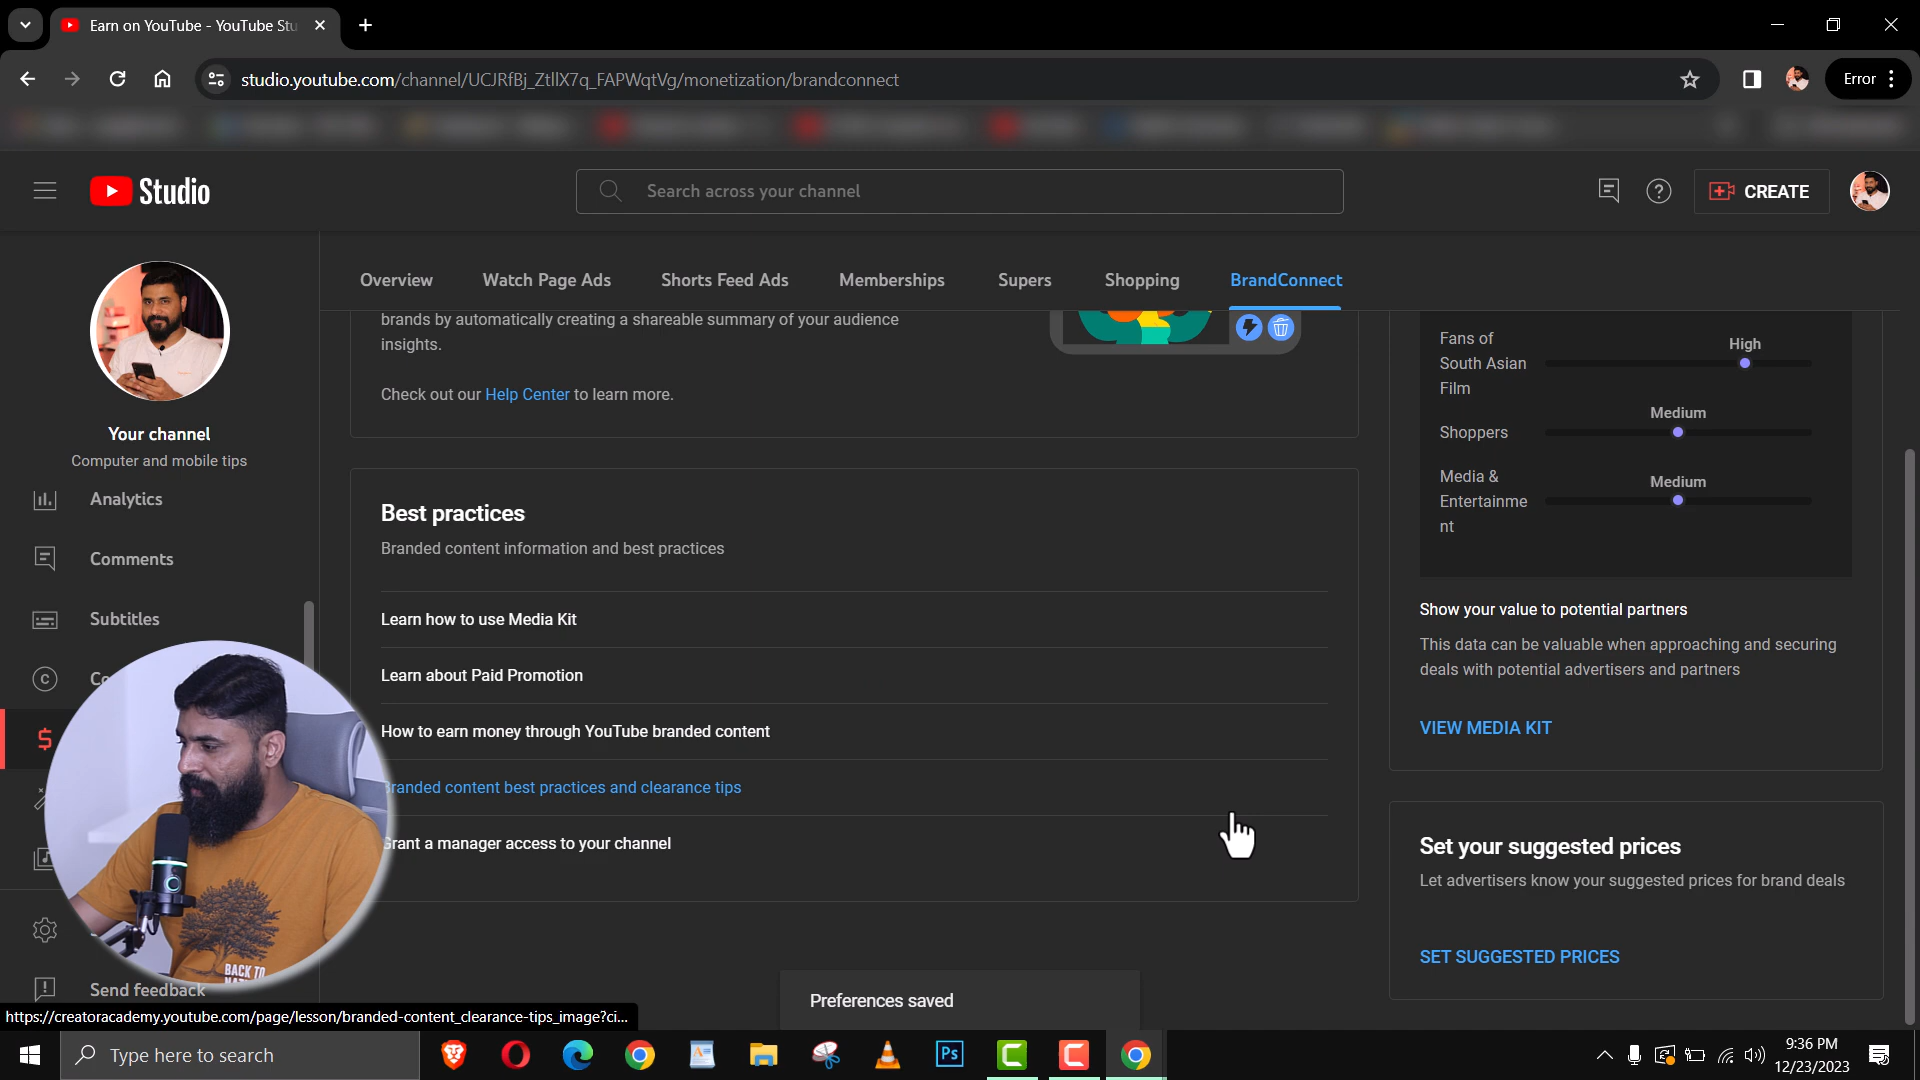 Earn on YouTube - YouTube Stu
studio.youtube.com/channel/UCJRfBj_ZtllX7q_FAPWqtVg/monetization/brandconnect
Error
Studio
Search across your channel
CREATE
Your channel
Computer and mobile tips
Analytics
Comments
Subtitles
Send feedback
Overview
Watch Page Ads
Shorts Feed Ads
Memberships
Supers
Shopping
BrandConnect
brands by automatically creating a shareable summary of your audience
insights.
Check out our Help Center to learn more.
Best practices
Branded content information and best practices
Learn how to use Media Kit
Learn about Paid Promotion
How to earn money through YouTube branded content
Branded content best practices and clearance tips
Grant a manager access to your channel
Fans of
South Asian
Film
High
Shoppers
Medium
Media &
Entertainme
nt
Medium
Show your value to potential partners
This data can be valuable when approaching and securing
deals with potential advertisers and partners
VIEW MEDIA KIT
Set your suggested prices
Let advertisers know your suggested prices for brand deals
SET SUGGESTED PRICES
Preferences saved
BACK TO
https://creatoracademy.youtube.com/page/lesson/branded-content_clearance-tips_image?ci...
Type here to search
Ps
9:36 PM
12/23/2023